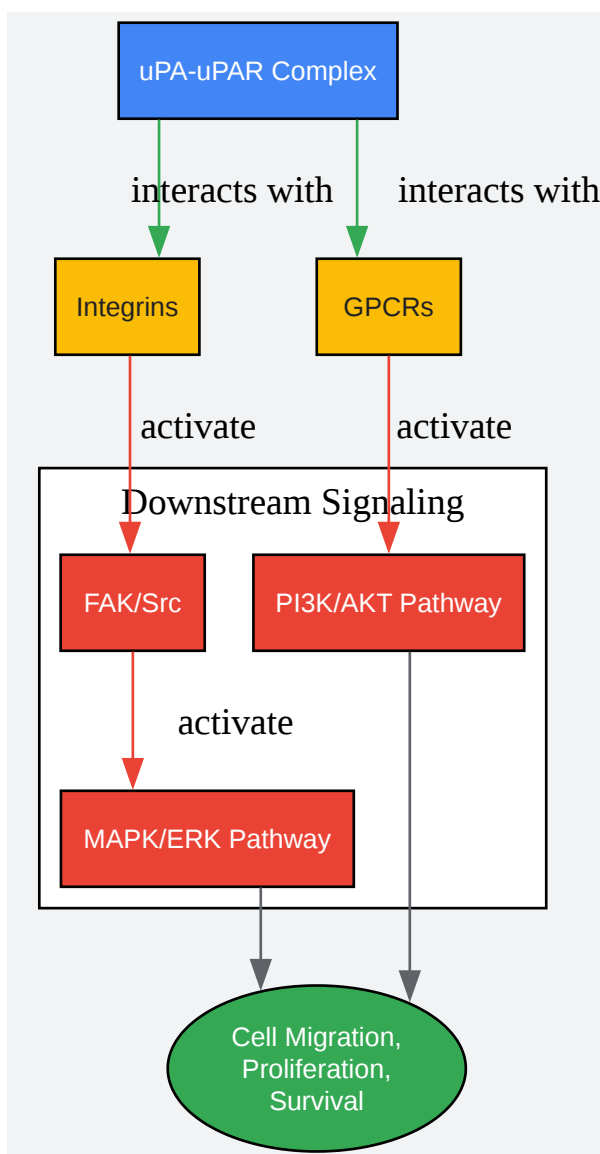 uPA-uPAR Complex
interacts with
interacts with
Integrins
GPCRs
activate
activate
Downstream Signaling
FAK/Src
PI3K/AKT Pathway
activate
MAPK/ERK Pathway
Cell Migration,
Proliferation,
Survival